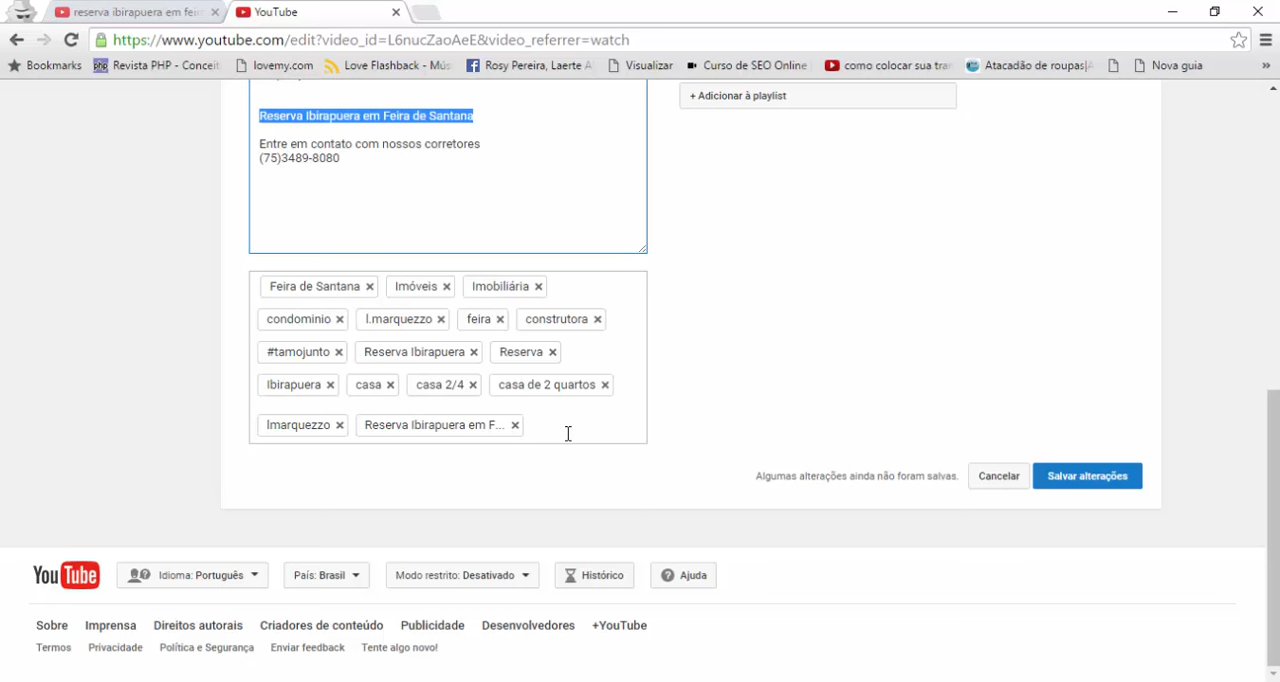 reserva ibirapuera em fei
YouTube
https://www.youtube.com/edit?video_id=L6nucZaoAeE&video_referrer=watch
Bookmarks Revista PHP - Conceit lovemy.com Love Flashback - Mús Rosy Pereira, Laerte A Visualizar Curso de SEO Online como colocar sua tran Atacadão de roupas| Nova guia »
+ Adicionar à playlist
Reserva Ibirapuera em Feira de Santana
Entre em contato com nossos corretores
(75)3489-8080
Feira de Santana Imóveis Imobiliária
condominio l.marquezzo feira construtora
#tamojunto Reserva Ibirapuera Reserva
Ibirapuera casa casa 2/4 casa de 2 quartos
lmarquezzo Reserva Ibirapuera em F...
Algumas alterações ainda não foram salvas. Cancelar Salvar alterações
YouTube Idioma: Português País: Brasil Modo restrito: Desativado Histórico Ajuda
Sobre Imprensa Direitos autorais Criadores de conteúdo Publicidade Desenvolvedores +YouTube
Termos Privacidade Política e Segurança Enviar feedback Tente algo novo!